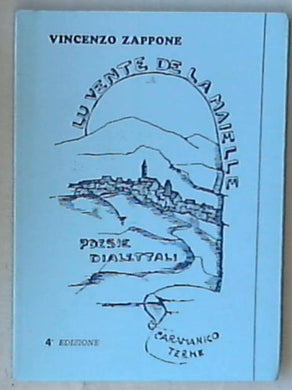 VINCENZO ZAPPONE
LU VENTE DE LA MAIELLE
POESIE
DIALETTALI
CARAMANICO
TERME
4ª EDIZIONE